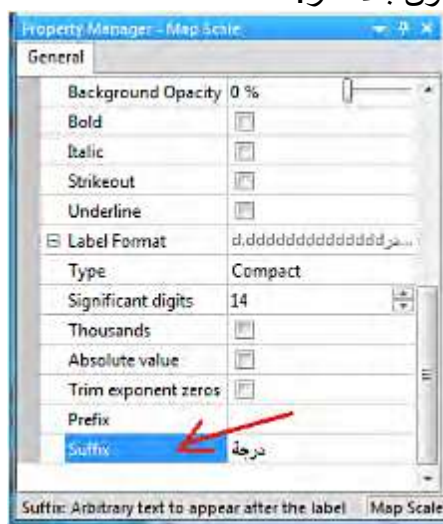 Property Manager - Map Scale
General
Background Opacity 0 %
Bold
Italic
Strikeout
Underline
Label Format d.ddddddddddddddدر...
Type Compact
Significant digits 14
Thousands
Absolute value
Trim exponent zeros
Prefix
Suffix درجة
Suffix: Arbitrary text to appear after the label Map Scale